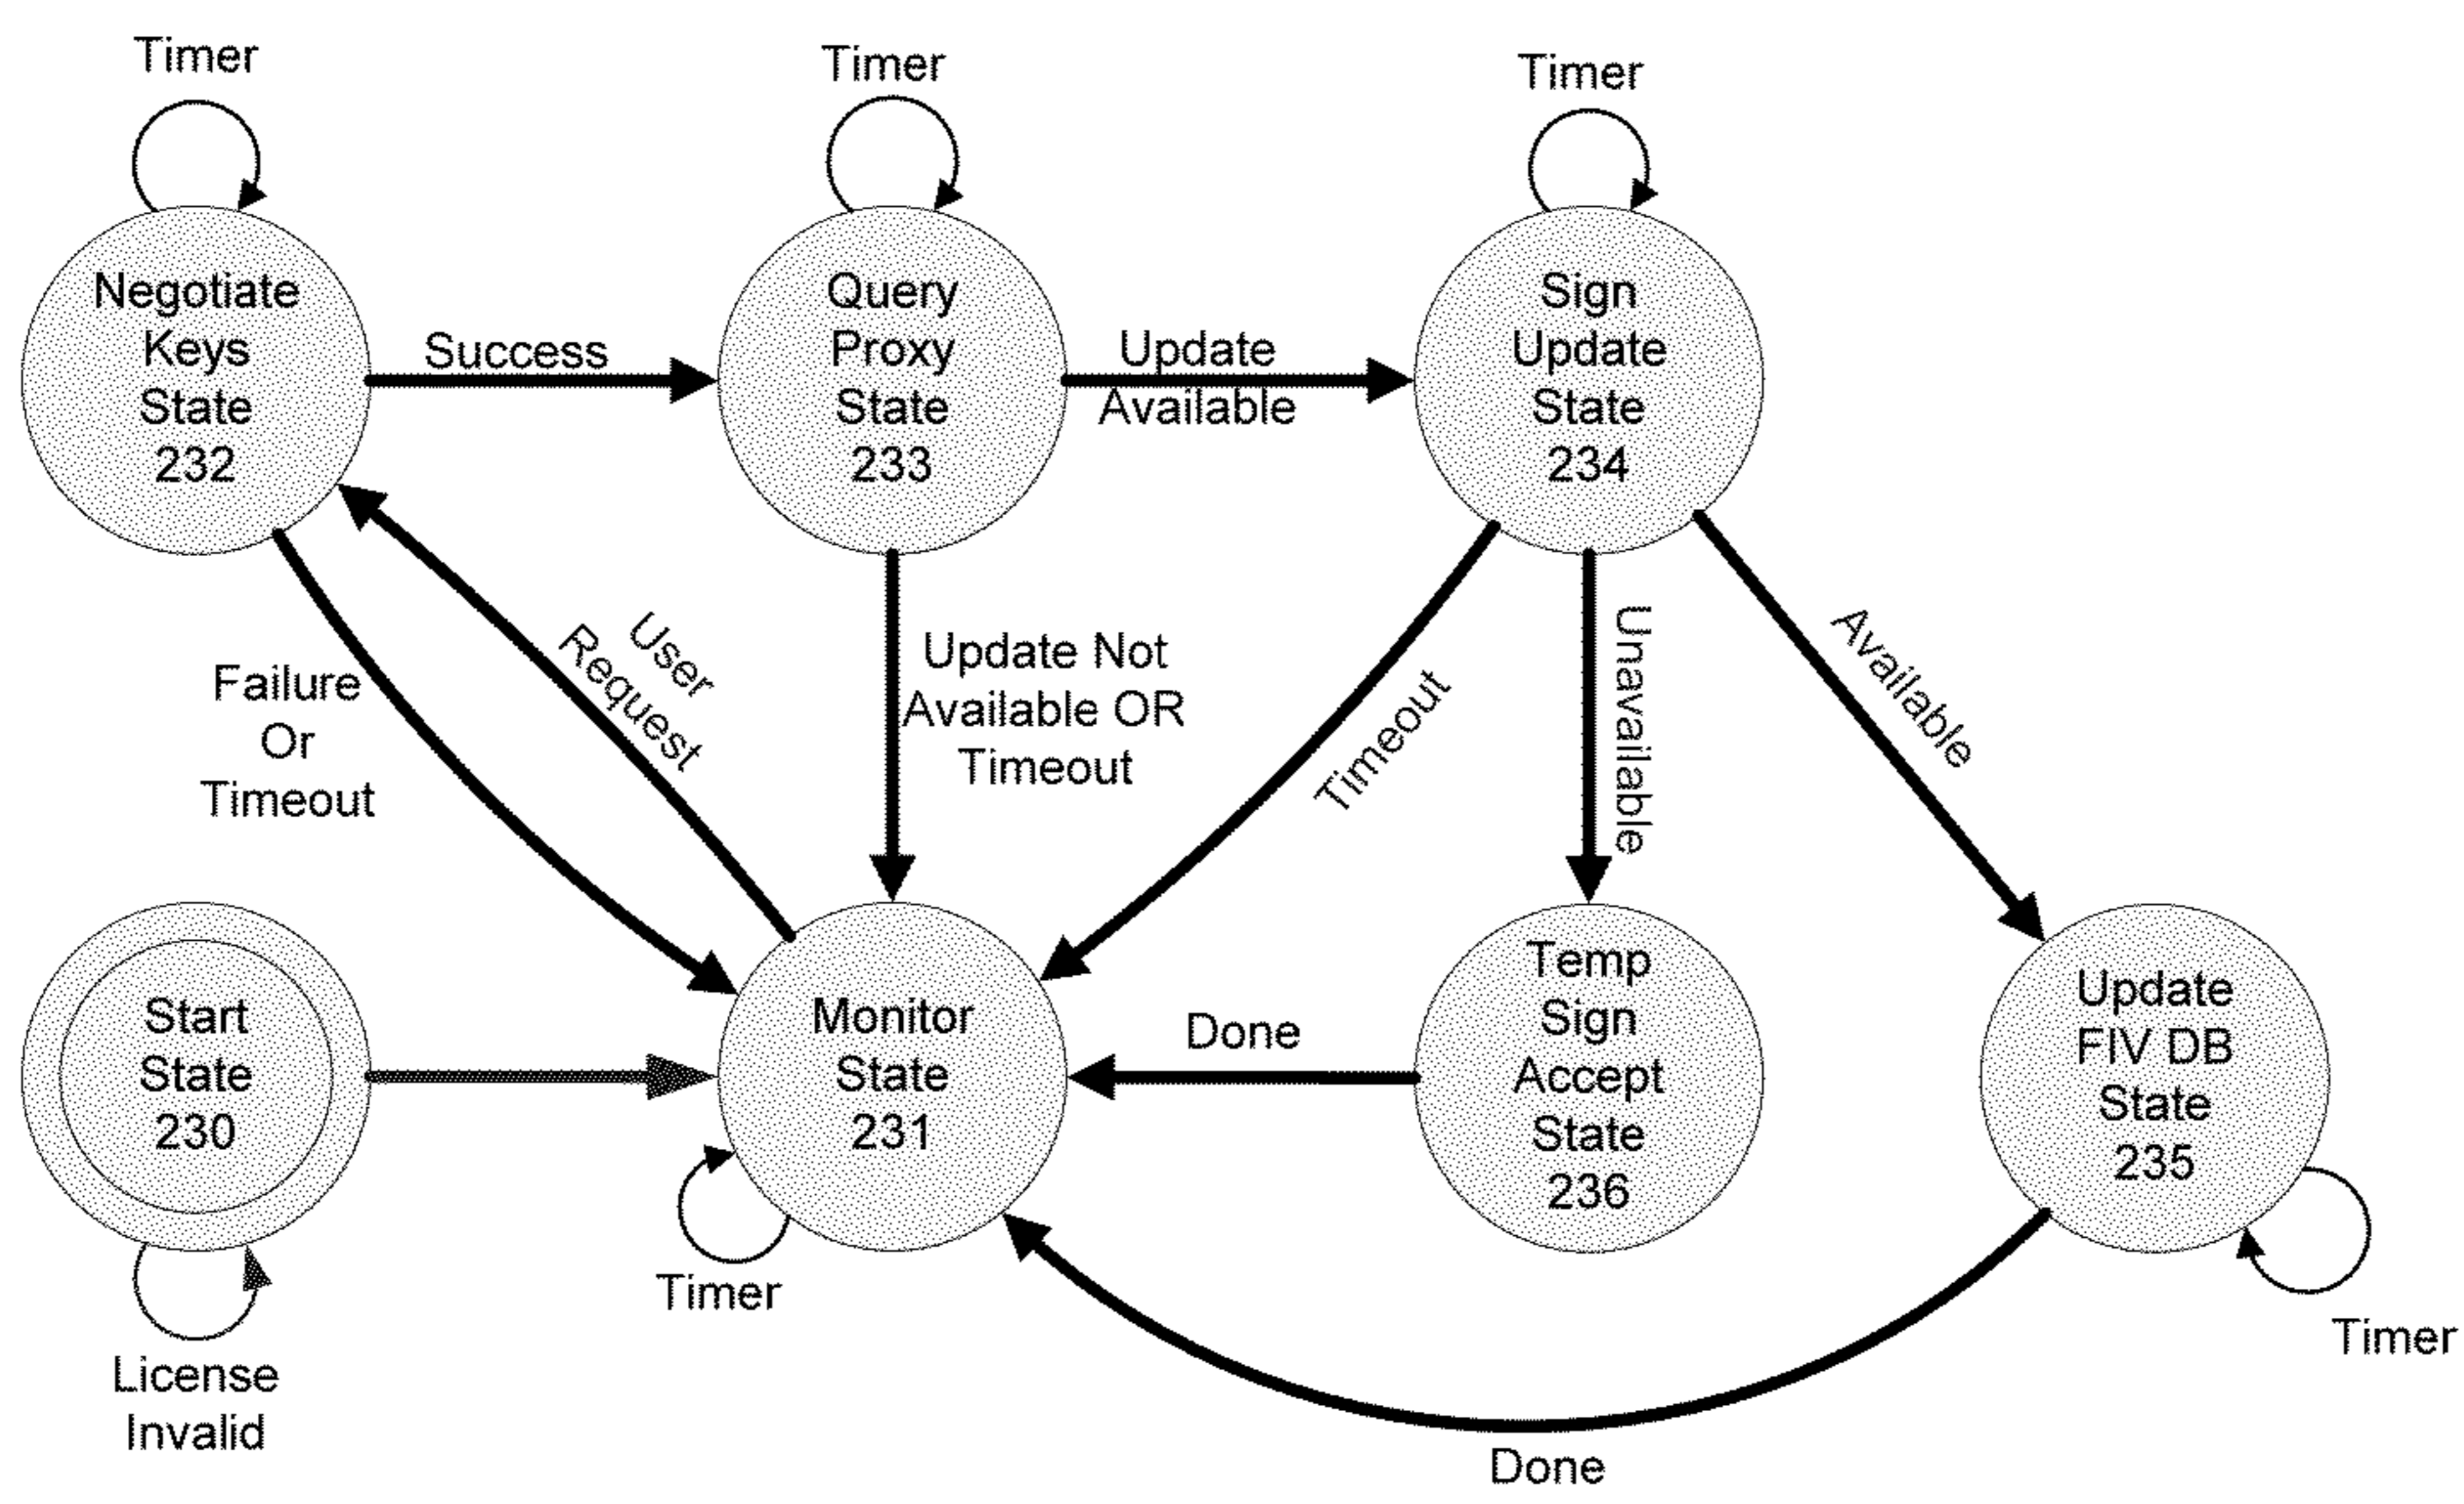 Timer
Timer
Timer
Negotiate
Keys
State
232
Success
Query
Proxy
State
233
Update
Available
Sign
Update
State
234
Failure
Or
Timeout
User
Request
Update Not
Available OR
Timeout
Timeout
Unavailable
Available
Start
State
230
License
Invalid
Monitor
State
231
Timer
Done
Temp
Sign
Accept
State
236
Update
FIV DB
State
235
Timer
Done